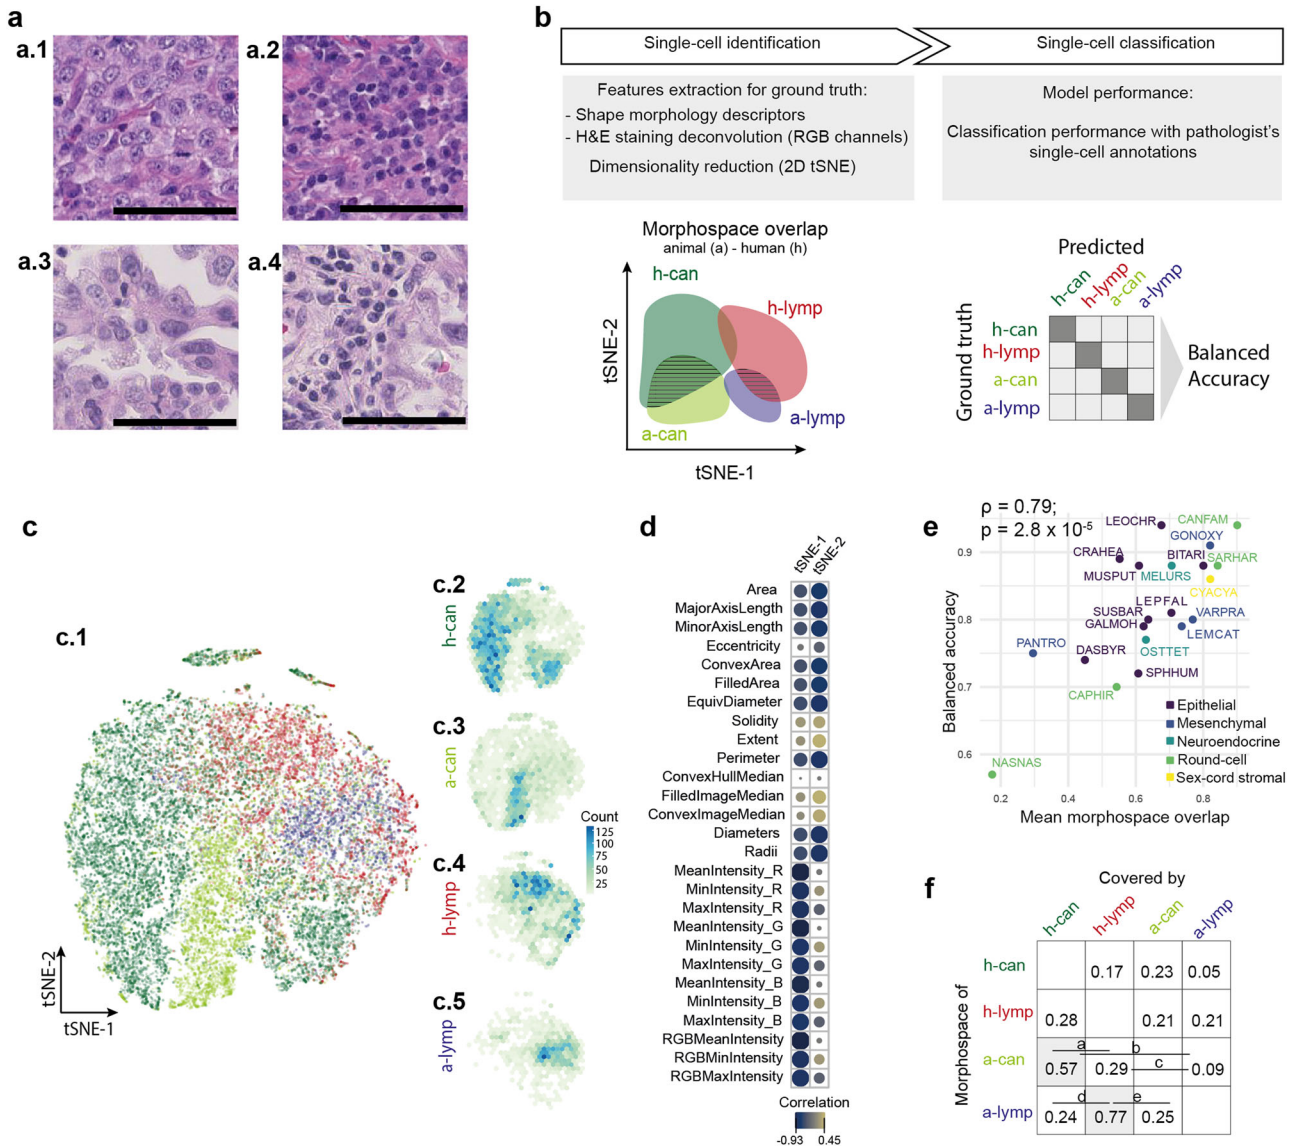 a
a.1
a.2
a.3
a.4
b
Single-cell identification
Single-cell classification
Features extraction for ground truth:
- Shape morphology descriptors
- H&E staining deconvolution (RGB channels)
Dimensionality reduction (2D tSNE)
Model performance:
Classification performance with pathologist's
single-cell annotations
Morphospace overlap
animal (a) - human (h)
h-can
h-lymp
a-can
a-lymp
tSNE-2
tSNE-1
Predicted
h-can
h-lymp
a-can
a-lymp
Ground truth
h-can
h-lymp
a-can
a-lymp
Balanced
Accuracy
c
c.1
tSNE-2
tSNE-1
c.2
h-can
c.3
a-can
c.4
h-lymp
c.5
a-lymp
Count
125
100
75
50
25
d
tSNE-1
tSNE-2
Area
MajorAxisLength
MinorAxisLength
Eccentricity
ConvexArea
FilledArea
EquivDiameter
Solidity
Extent
Perimeter
ConvexHullMedian
FilledImageMedian
ConvexImageMedian
Diameters
Radii
MeanIntensity_R
MinIntensity_R
MaxIntensity_R
MeanIntensity_G
MinIntensity_G
MaxIntensity_G
MeanIntensity_B
MinIntensity_B
MaxIntensity_B
RGBMeanIntensity
RGBMinIntensity
RGBMaxIntensity
Correlation
-0.93 0.45
e
ρ = 0.79;
p = 2.8 x 10⁻⁵
LEOCHR
CANFAM
GONOXY
CRAHEA
BITARI
SARHAR
MUSPUT
MELURS
CYACYA
LEPFAL
SUSBAR
VARPRA
GALMOH
LEMCAT
PANTRO
DASBYR
OSTTET
SPHHUM
CAPHIR
NASNAS
Epithelial
Mesenchymal
Neuroendocrine
Round-cell
Sex-cord stromal
Balanced accuracy
0.9
0.8
0.7
0.6
0.2 0.4 0.6 0.8
Mean morphospace overlap
f
Covered by
h-can
h-lymp
a-can
a-lymp
Morphospace of
h-can 0.17 0.23 0.05
h-lymp 0.28 0.21 0.21
a b c
a-can 0.57 0.29 0.09
d e
a-lymp 0.24 0.77 0.25